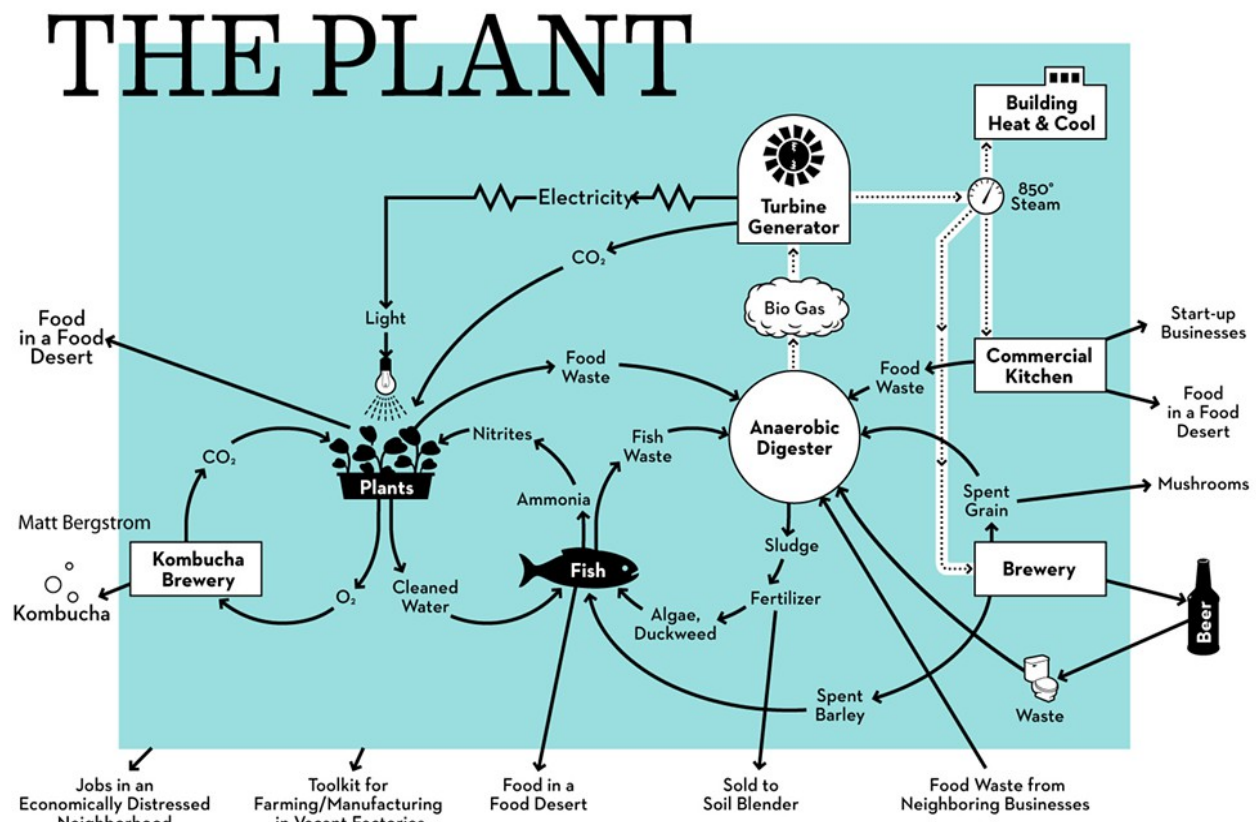 THE PLANT
Building
Heat & Cool
850°
Steam
Turbine
Generator
Electricity
CO₂
Bio Gas
Light
Food
in a Food
Desert
Start-up
Businesses
Commercial
Kitchen
Food
Waste
Food
Waste
Food
in a Food
Desert
Anaerobic
Digester
Nitrites
Fish
Waste
CO₂
Plants
Ammonia
Spent
Grain
Mushrooms
Matt Bergstrom
Kombucha
Brewery
Kombucha
O₂
Cleaned
Water
Fish
Sludge
Fertilizer
Algae,
Duckweed
Brewery
Beer
Spent
Barley
Waste
Jobs in an
Economically Distressed
Neighborhood
Toolkit for
Farming/Manufacturing
in Vacant Factories
Food in a
Food Desert
Sold to
Soil Blender
Food Waste from
Neighboring Businesses